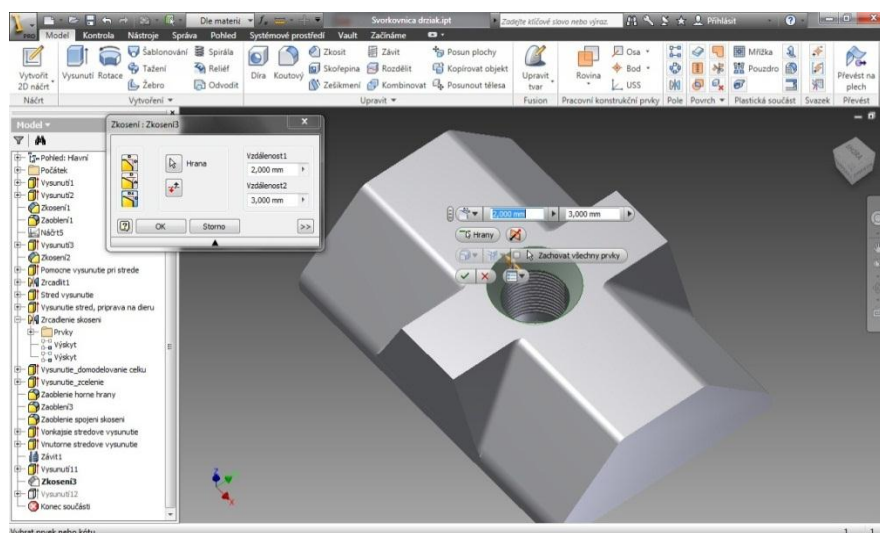 PRO
Dle materiá
Svorkovnica drziak.ipt
Zadejte klíčové slovo nebo výraz.
Přihlásit
Model Kontrola Nástroje Správa Pohled Systémové prostředí Vault Začínáme
Vytvořit 2D náčrt
Vysunutí Rotace
Šablonování Spirála
Tažení Reliéf
Žebro Odvodit
Díra Koutový
Zkosit Závit Posun plochy
Skořepina Rozdělit Kopírovat objekt
Zešikmení Kombinovat Posunout tělesa
Upravit tvar
Rovina
Osa
Bod
USS
Mřížka
Pouzdro
Převést na plech
Náčrt Vytvoření Upravit Fusion Pracovní konstrukční prvky Pole Povrch Plastická součást Svazek Převést
Model
Pohled: Hlavní
Počátek
Vysunutí1
Vysunutí2
Zkosení1
Zaoblení1
Náčrt5
Vysunutí3
Zkosení2
Pomocne vysunutie pri strede
Zrcadlit1
Stred vysunutie
Vysunutie stred, priprava na dieru
Zrcadlenie skoseni
Prvky
Výskyt
Výskyt
Vysunutie_domodelovanie celku
Vysunutie_zcelenie
Zaoblenie horne hrany
Zaoblení3
Zaoblenie spojeni skoseni
Vonkajsie stredove vysunutie
Vnutorne stredove vysunutie
Závit1
Vysunutí11
Zkosení3
Vysunutí12
Konec součásti
Zkosení : Zkosení3
Hrana
Vzdálenost1
2,000 mm
Vzdálenost2
3,000 mm
OK Storno >>
2,000 mm 3,000 mm
Hrany
Zachovat všechny prvky
Vybrat prvek nebo kótu
1 1